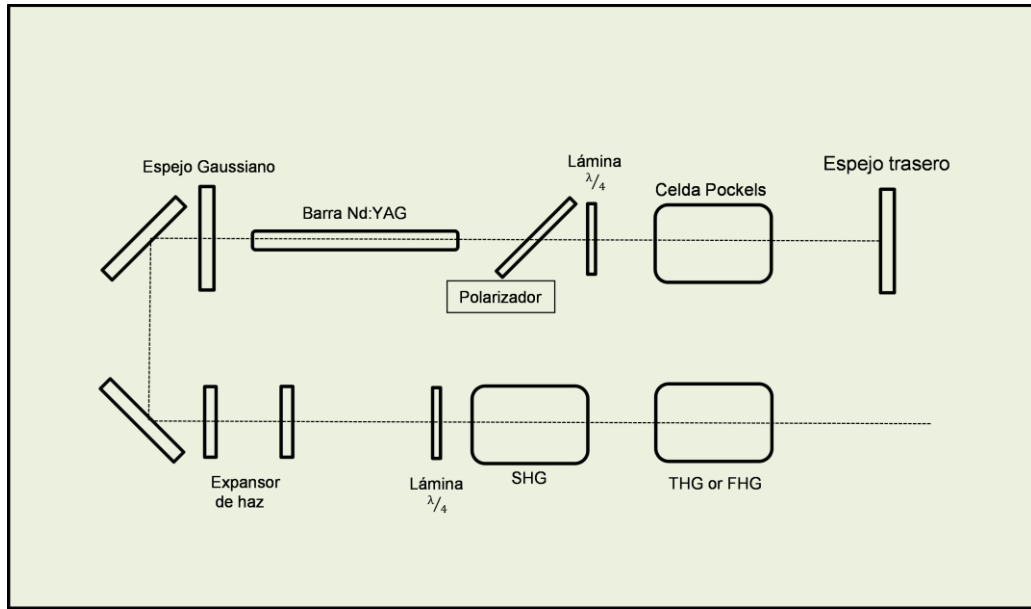 Espejo Gaussiano
Barra Nd:YAG
Polarizador
Lámina
λ/4
Celda Pockels
Espejo trasero
Expansor
de haz
Lámina
λ/4
SHG
THG or FHG